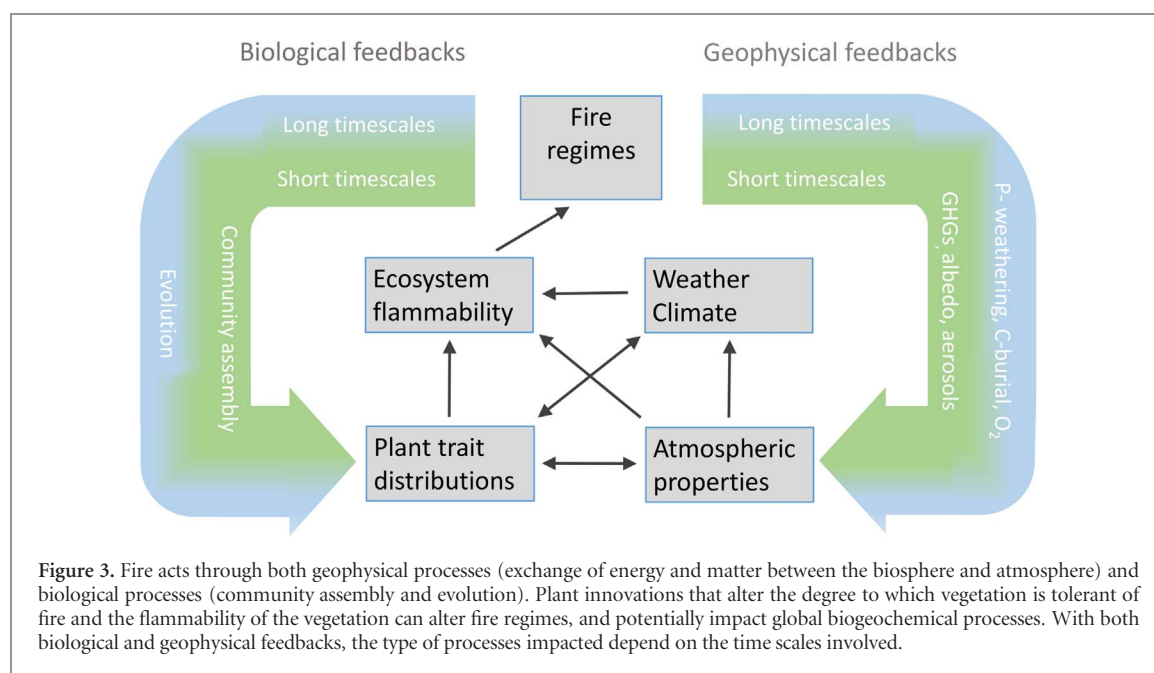 Biological feedbacks
Geophysical feedbacks
Long timescales
Short timescales
Evolution
Community assembly
Fire
regimes
Long timescales
Short timescales
GHGs, albedo, aerosols
P- weathering, C-burial, O₂
Ecosystem
flammability
Weather
Climate
Plant trait
distributions
Atmospheric
properties
Figure 3. Fire acts through both geophysical processes (exchange of energy and matter between the biosphere and atmosphere) and
biological processes (community assembly and evolution). Plant innovations that alter the degree to which vegetation is tolerant of
fire and the flammability of the vegetation can alter fire regimes, and potentially impact global biogeochemical processes. With both
biological and geophysical feedbacks, the type of processes impacted depend on the time scales involved.